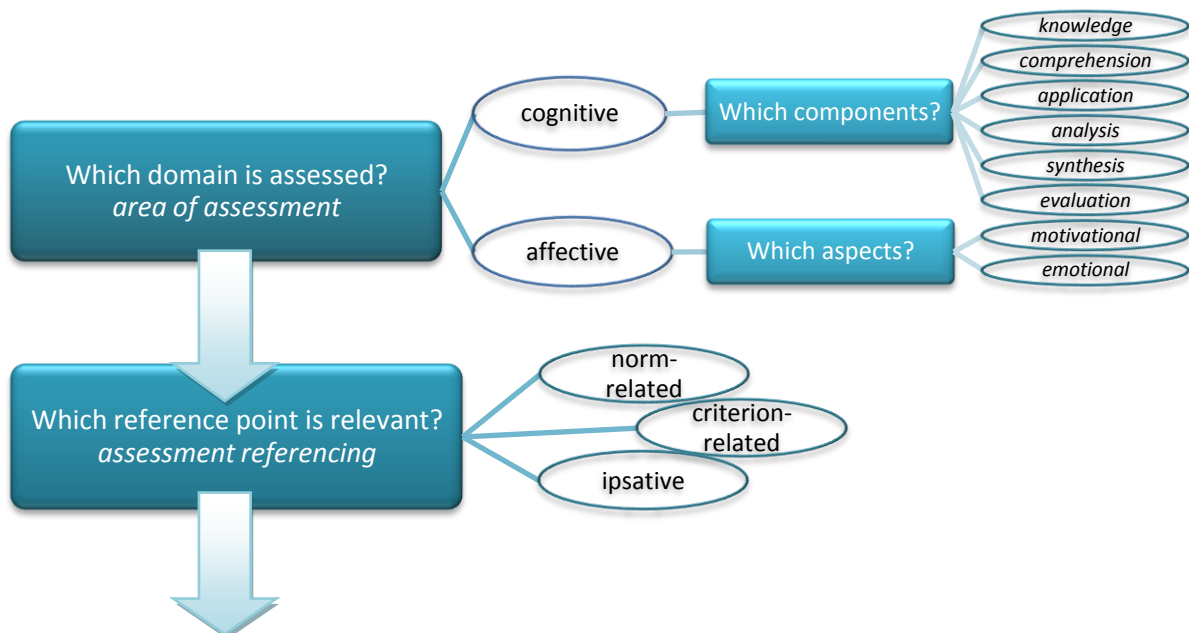 Which domain is assessed?
area of assessment
cognitive
Which components?
knowledge
comprehension
application
analysis
synthesis
evaluation
affective
Which aspects?
motivational
emotional
Which reference point is relevant?
assessment referencing
norm-
related
criterion-
related
ipsative